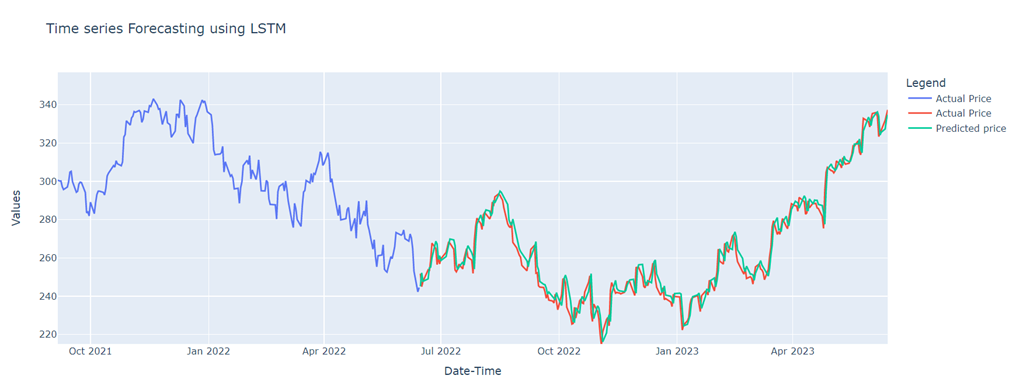 Time series Forecasting using LSTM
Legend
Actual Price
Actual Price
Predicted price
Values
340
320
300
280
260
240
220
Oct 2021
Jan 2022
Apr 2022
Jul 2022
Oct 2022
Jan 2023
Apr 2023
Date-Time